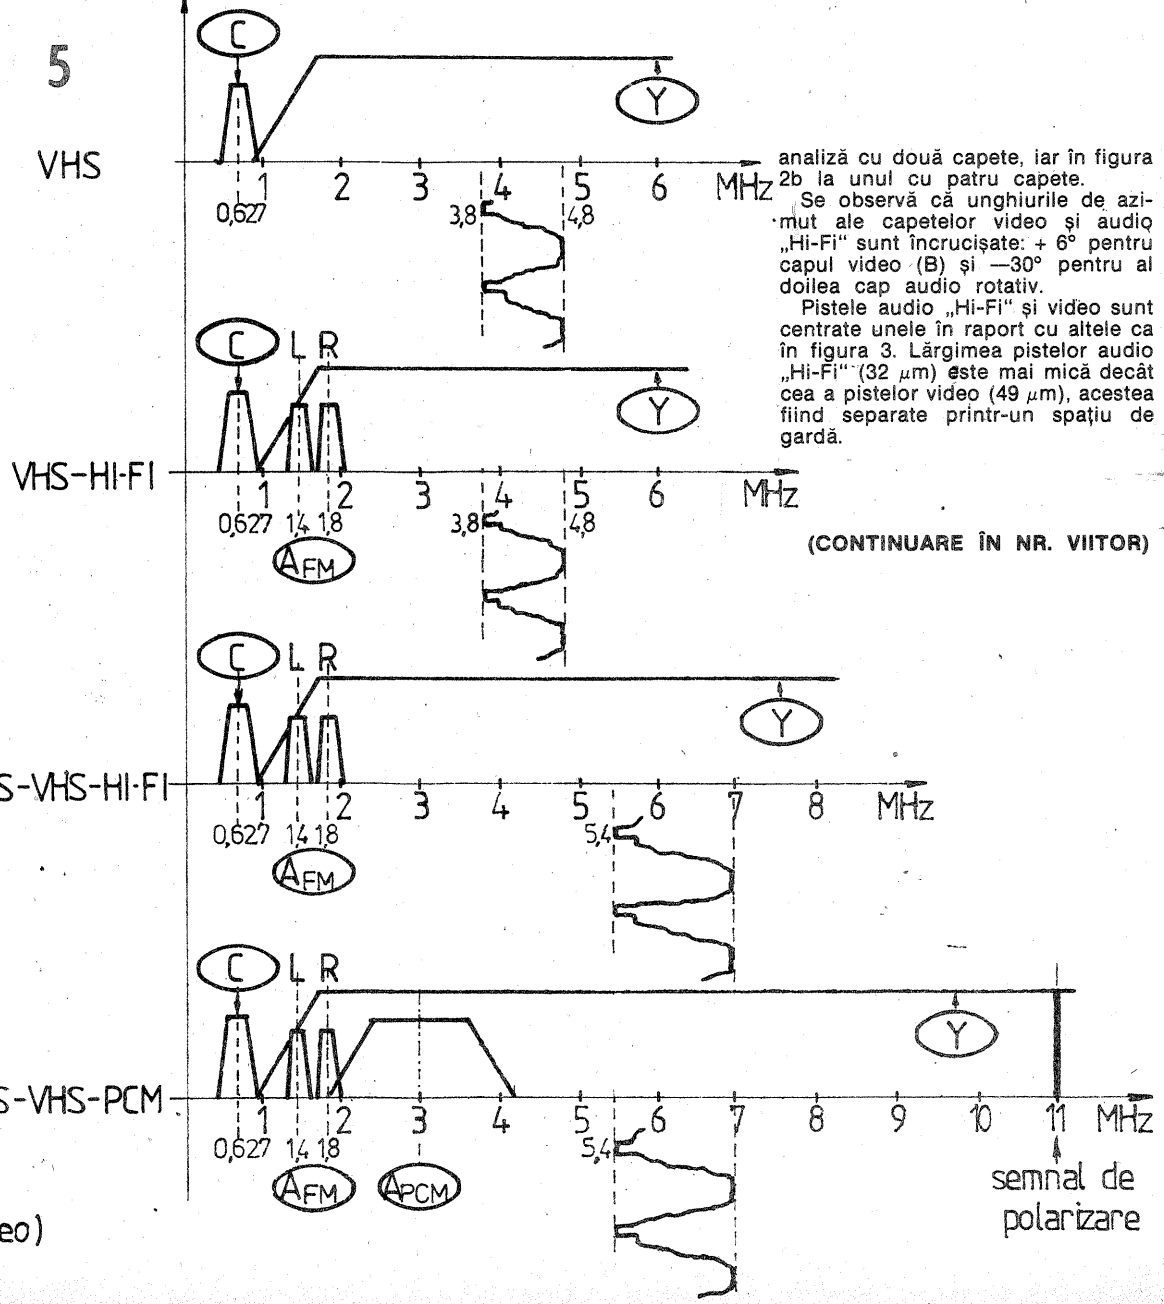 5
C
Y
VHS
1 2 3 4 5 6 MHz
0,627
3,8 4,8
analiză cu două capete, iar în figura
2b la unul cu patru capete.
Se observă că unghiurile de azi-
mut ale capetelor video și audio
„Hi-Fi“ sunt încrucișate: + 6° pentru
capul video (B) și —30° pentru al
doilea cap audio rotativ.
Pistele audio „Hi-Fi“ și video sunt
centrate unele în raport cu altele ca
în figura 3. Lărgimea pistelor audio
„Hi-Fi“ (32 μm) este mai mică decât
cea a pistelor video (49 μm), acestea
fiind separate printr-un spațiu de
gardă.
(CONTINUARE ÎN NR. VIITOR)
C L R
Y
VHS-HI-FI
1 2 3 4 5 6 MHz
0,627 1,4 1,8
3,8 4,8
AFM
C L R
Y
S-VHS-HI-FI
1 2 3 4 5 6 7 8 MHz
0,627 1,4 1,8
5,4
AFM
C L R
Y
S-VHS-PCM
1 2 3 4 5 6 7 8 9 10 11 MHz
0,627 1,4 1,8
5,4
AFM APCM
semnal de
polarizare
eo)